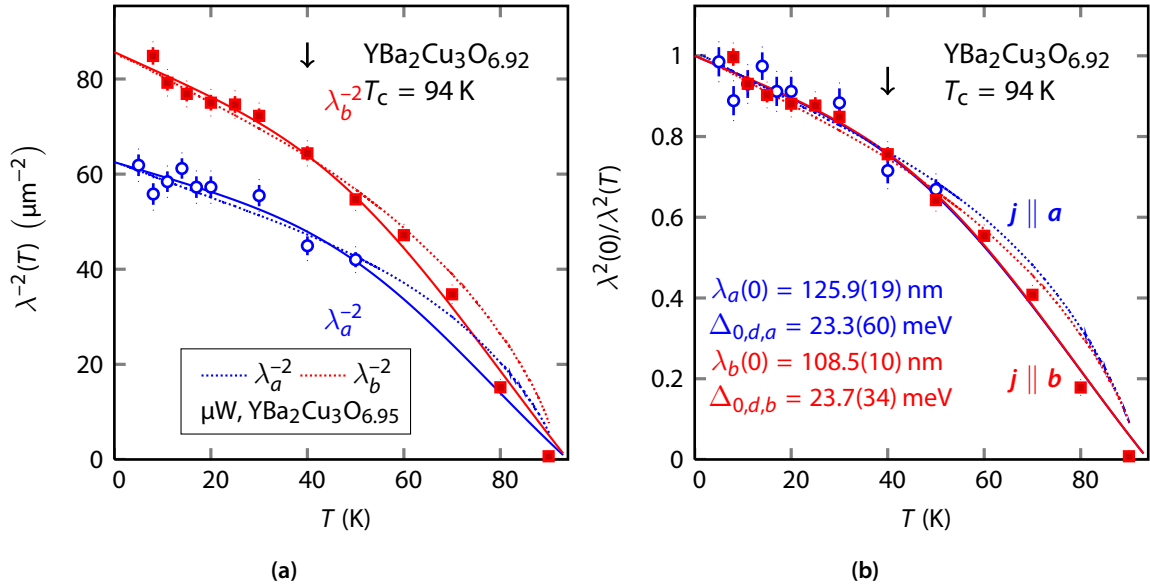 YBa2Cu3O6.92
Tc = 94 K
λb−2
λa−2
λa−2 λb−2
μW, YBa2Cu3O6.95
λ−2(T) (μm−2)
0 20 40 60 80
0 20 40 60 80
T (K)
(a)
YBa2Cu3O6.92
Tc = 94 K
j ∥ a
λa(0) = 125.9(19) nm
Δ0,d,a = 23.3(60) meV
λb(0) = 108.5(10) nm
Δ0,d,b = 23.7(34) meV
j ∥ b
λ2(0)/λ2(T)
0 0.2 0.4 0.6 0.8 1
0 20 40 60 80
T (K)
(b)